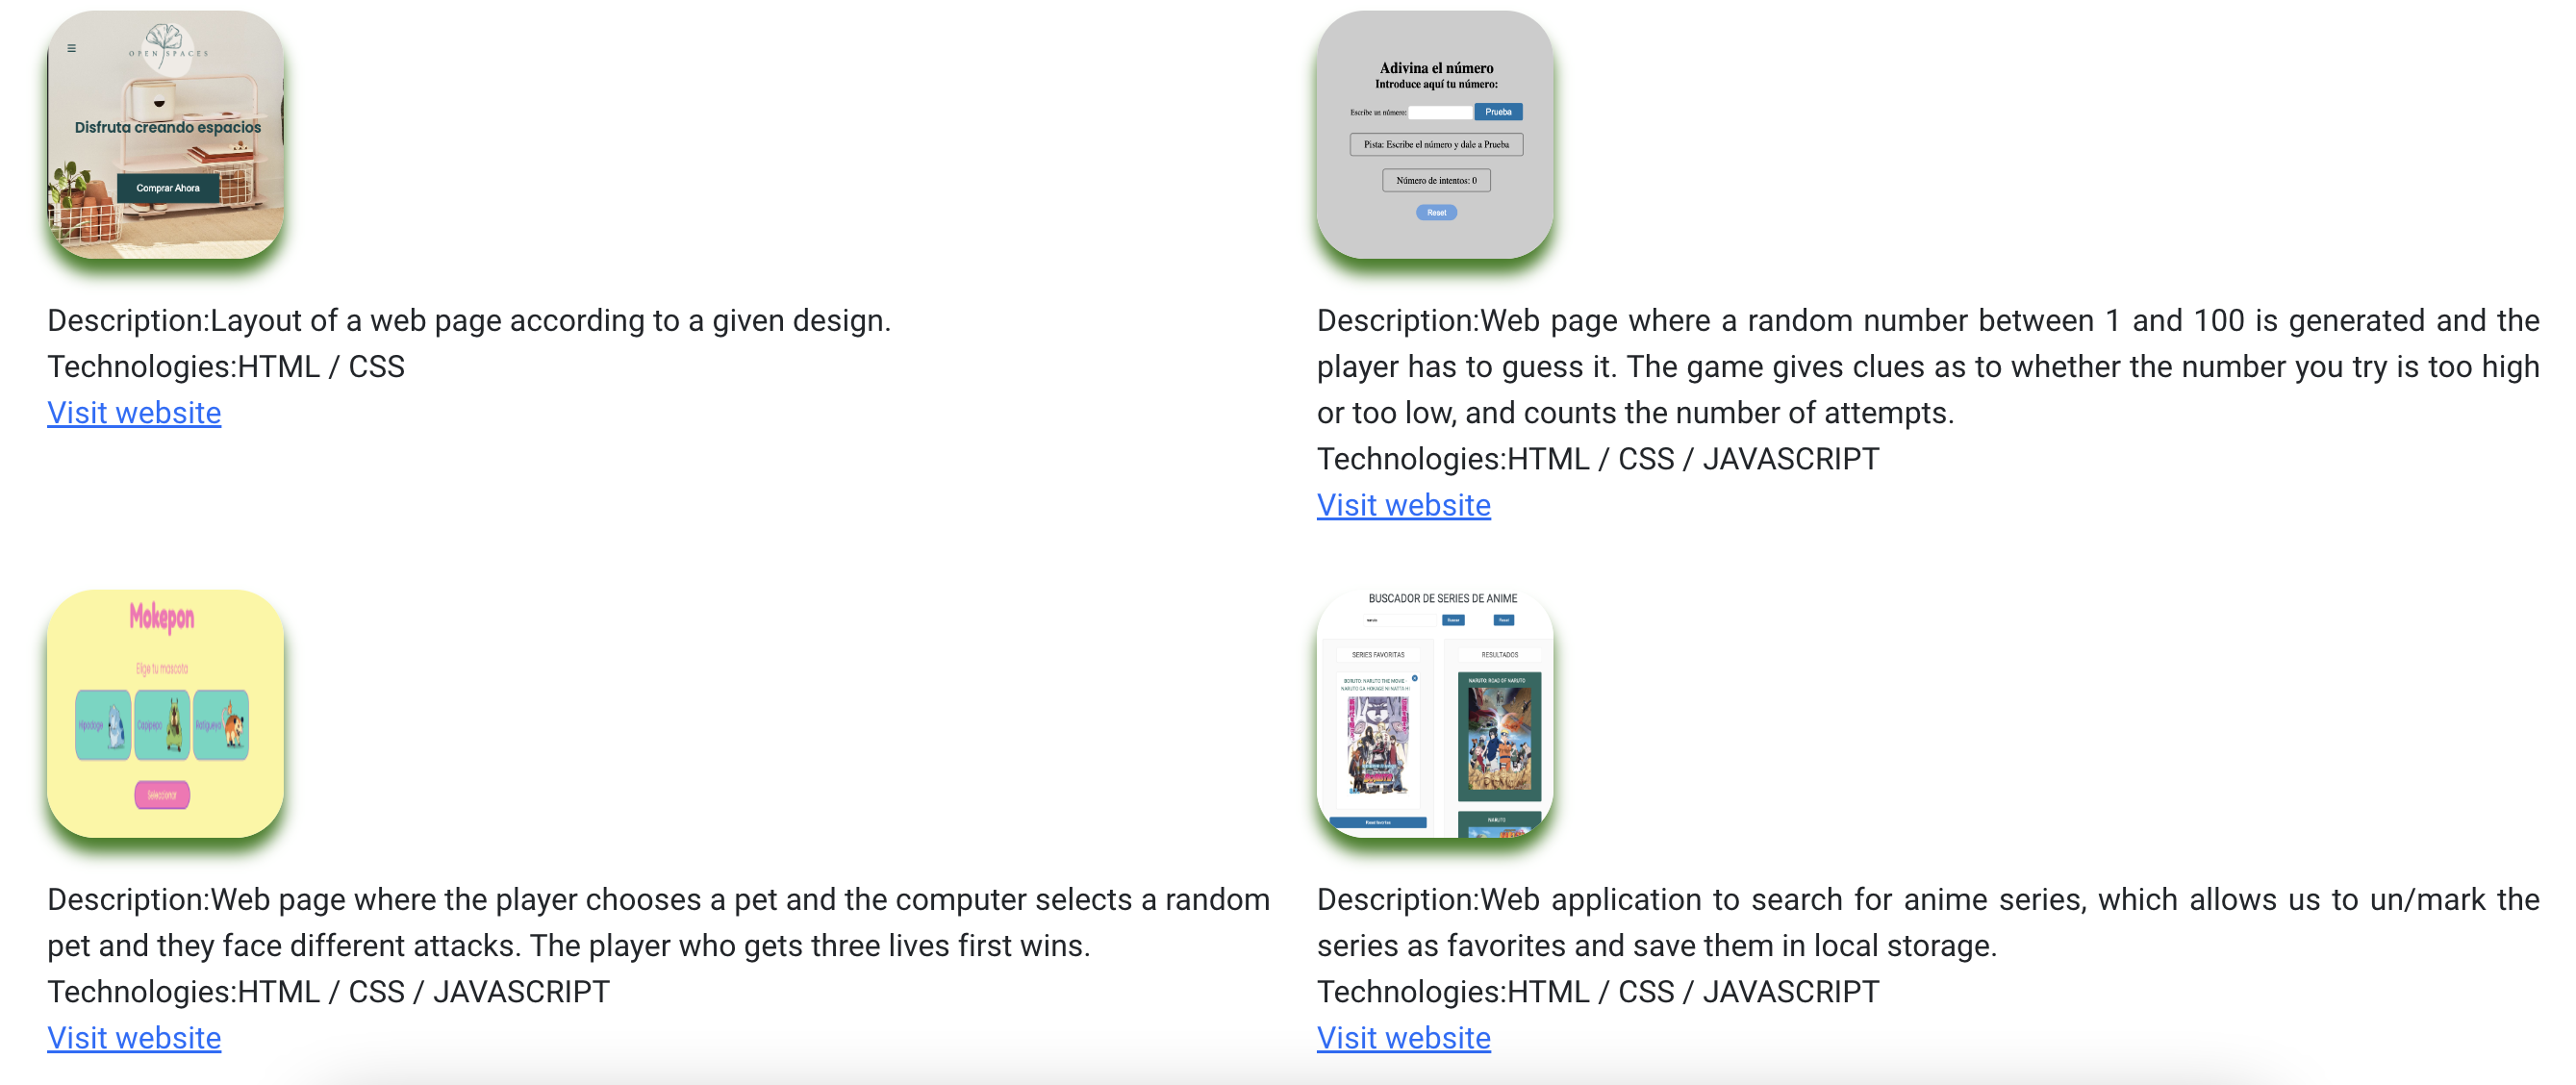 OPEN SPACES
Disfruta creando espacios
Comprar Ahora
Description:Layout of a web page according to a given design.
Technologies:HTML / CSS
Visit website
Adivina el número
Introduce aquí tu número:
Escribe un número:
Prueba
Pista: Escribe el número y dale a Prueba
Número de intentos: 0
Reset
Description:Web page where a random number between 1 and 100 is generated and the
player has to guess it. The game gives clues as to whether the number you try is too high
or too low, and counts the number of attempts.
Technologies:HTML / CSS / JAVASCRIPT
Visit website
Mokepon
Elige tu mascota
Hipodoge
Capipepo
Ratigueya
Seleccionar
Description:Web page where the player chooses a pet and the computer selects a random
pet and they face different attacks. The player who gets three lives first wins.
Technologies:HTML / CSS / JAVASCRIPT
Visit website
BUSCADOR DE SERIES DE ANIME
SERIES FAVORITAS
RESULTADOS
BORUTO: NARUTO THE MOVIE -
NARUTO GA HOKAGE NI NATTA HI
NARUTO: ROAD OF NARUTO
NARUTO
Description:Web application to search for anime series, which allows us to un/mark the
series as favorites and save them in local storage.
Technologies:HTML / CSS / JAVASCRIPT
Visit website